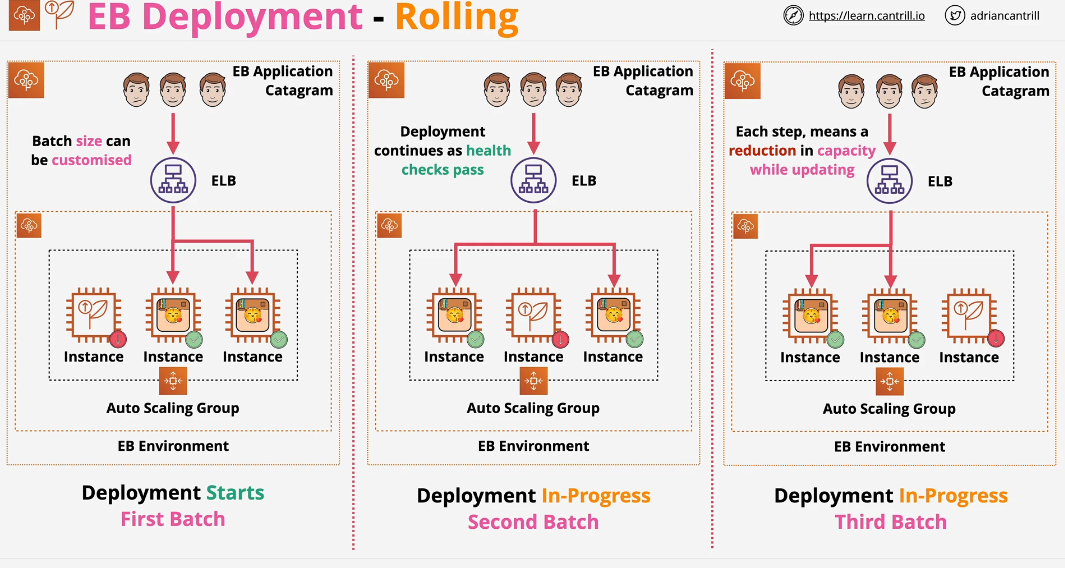 EB Deployment - Rolling
https://learn.cantrill.io
adriancantrill
EB Application
Catagram
Batch size can
be customised
ELB
Instance
Instance
Instance
Auto Scaling Group
EB Environment
Deployment Starts
First Batch
EB Application
Catagram
Deployment
continues as health
checks pass
ELB
Instance
Instance
Instance
Auto Scaling Group
EB Environment
Deployment In-Progress
Second Batch
EB Application
Catagram
Each step, means a
reduction in capacity
while updating
ELB
Instance
Instance
Instance
Auto Scaling Group
EB Environment
Deployment In-Progress
Third Batch